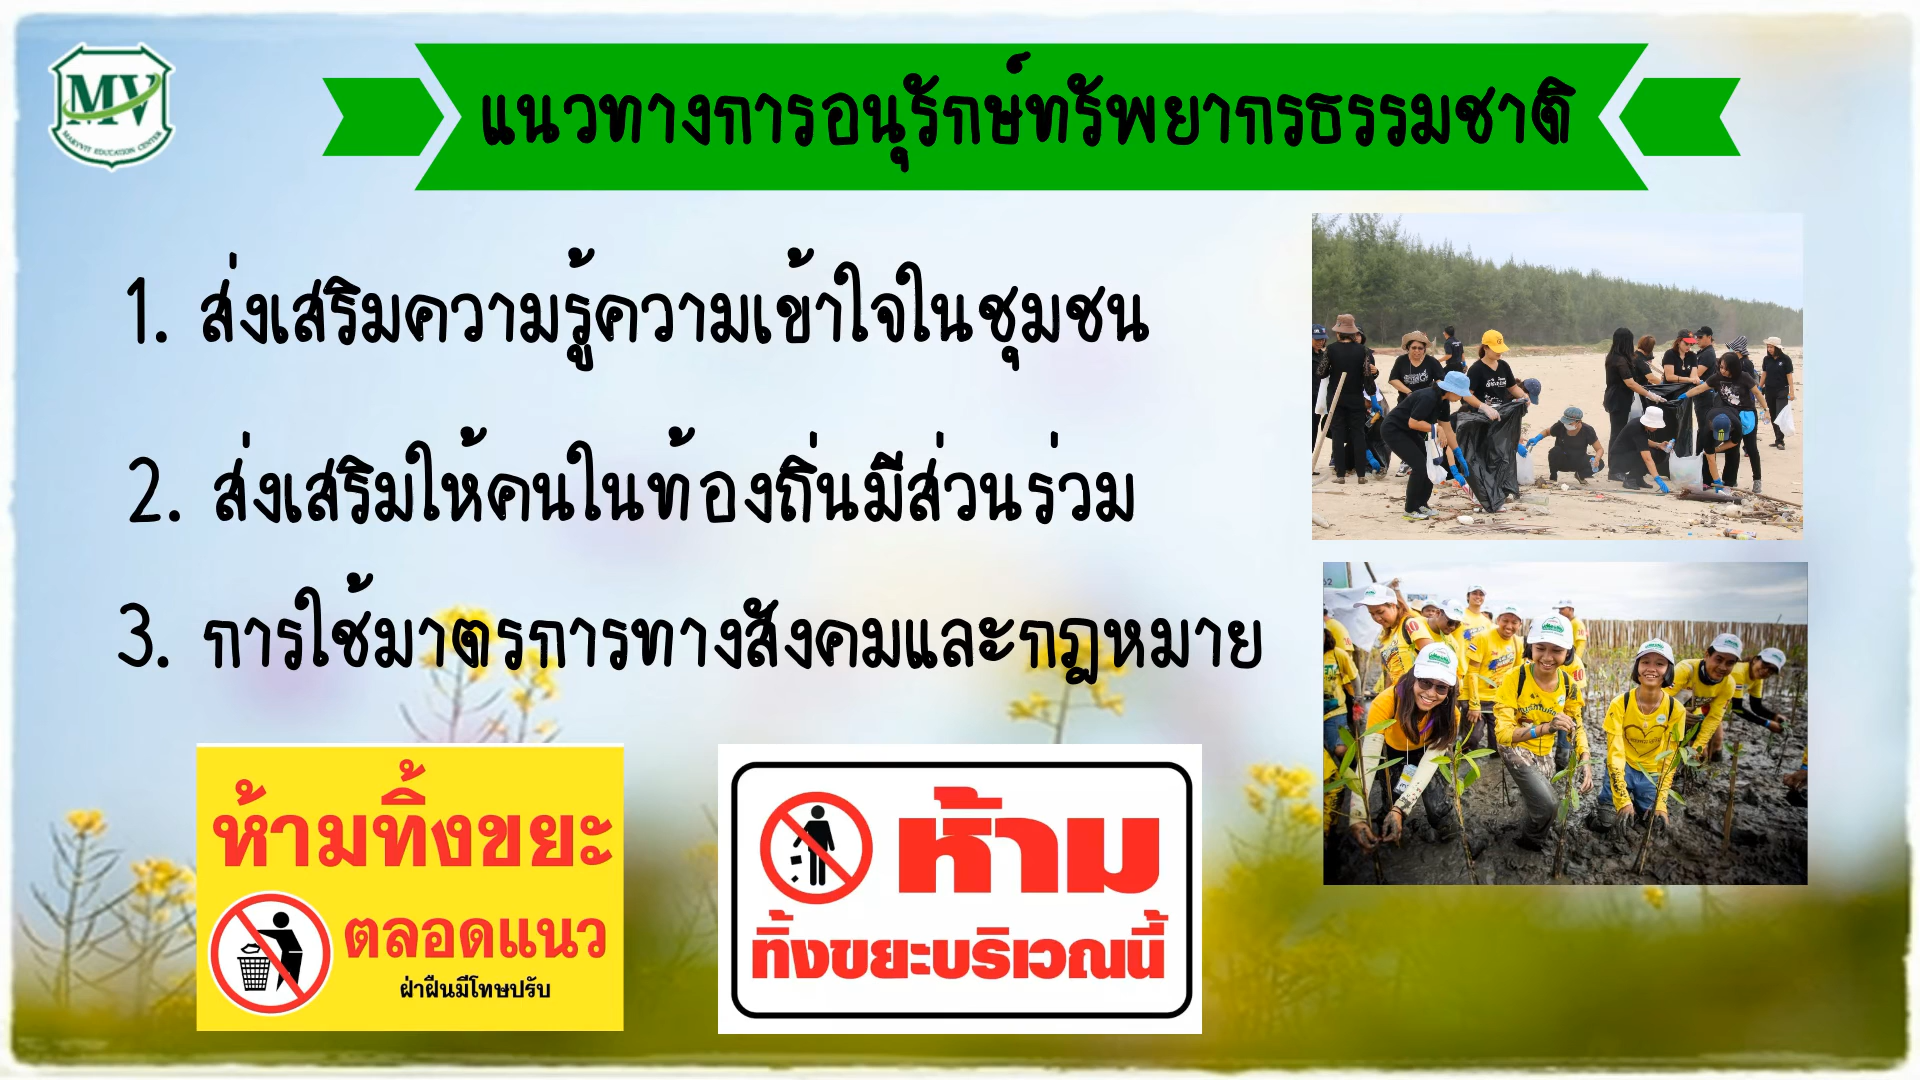 MV
MARVVIT EDUCATION CENTER
แนวทางการอนุรักษ์ทรัพยากรธรรมชาติ
1. ส่งเสริมความรู้ความเข้าใจในชุมชน
2. ส่งเสริมให้คนในท้องถิ่นมีส่วนร่วม
3. การใช้มาตรการทางสังคมและกฎหมาย
ห้ามทิ้งขยะ
ตลอดแนว
ฝ่าฝืนมีโทษปรับ
ห้าม
ทิ้งขยะบริเวณนี้